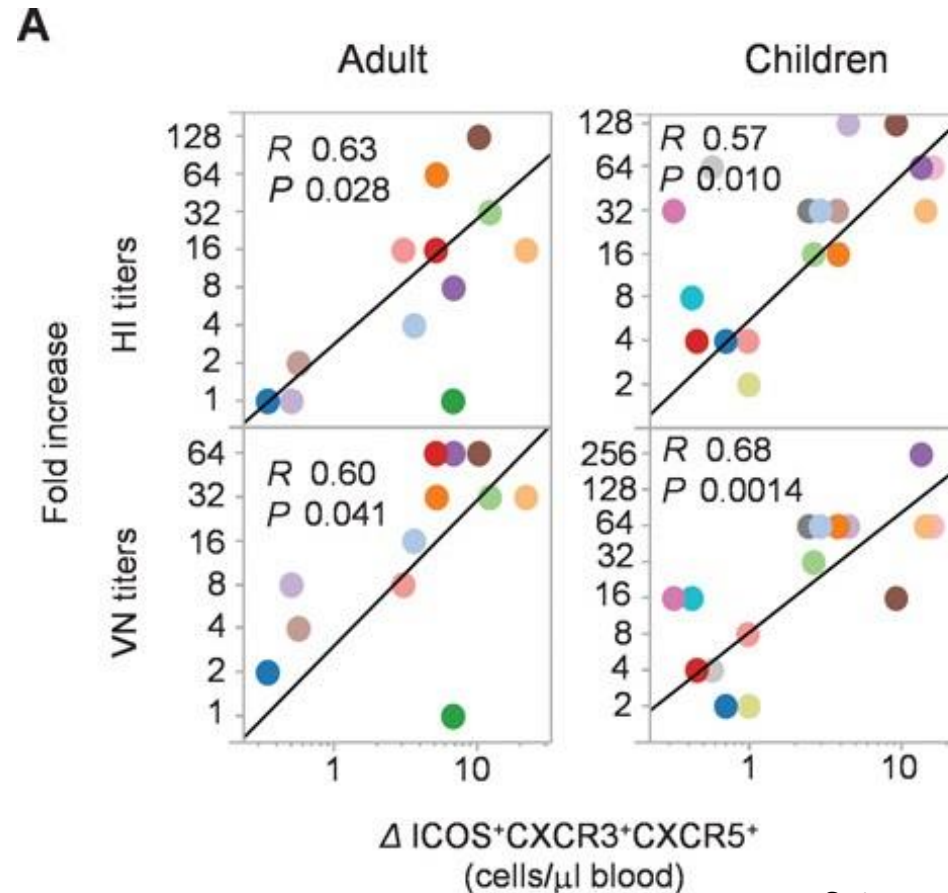 A
Adult
Children
HI titers
128
64
32
16
8
4
2
1
R 0.63
P 0.028
128
64
32
16
8
4
2
R 0.57
P 0.010
Fold increase
VN titers
64
32
16
8
4
2
1
R 0.60
P 0.041
256
128
64
32
16
8
4
2
R 0.68
P 0.0014
1 10
1 10
Δ ICOS⁺CXCR3⁺CXCR5⁺
(cells/µl blood)